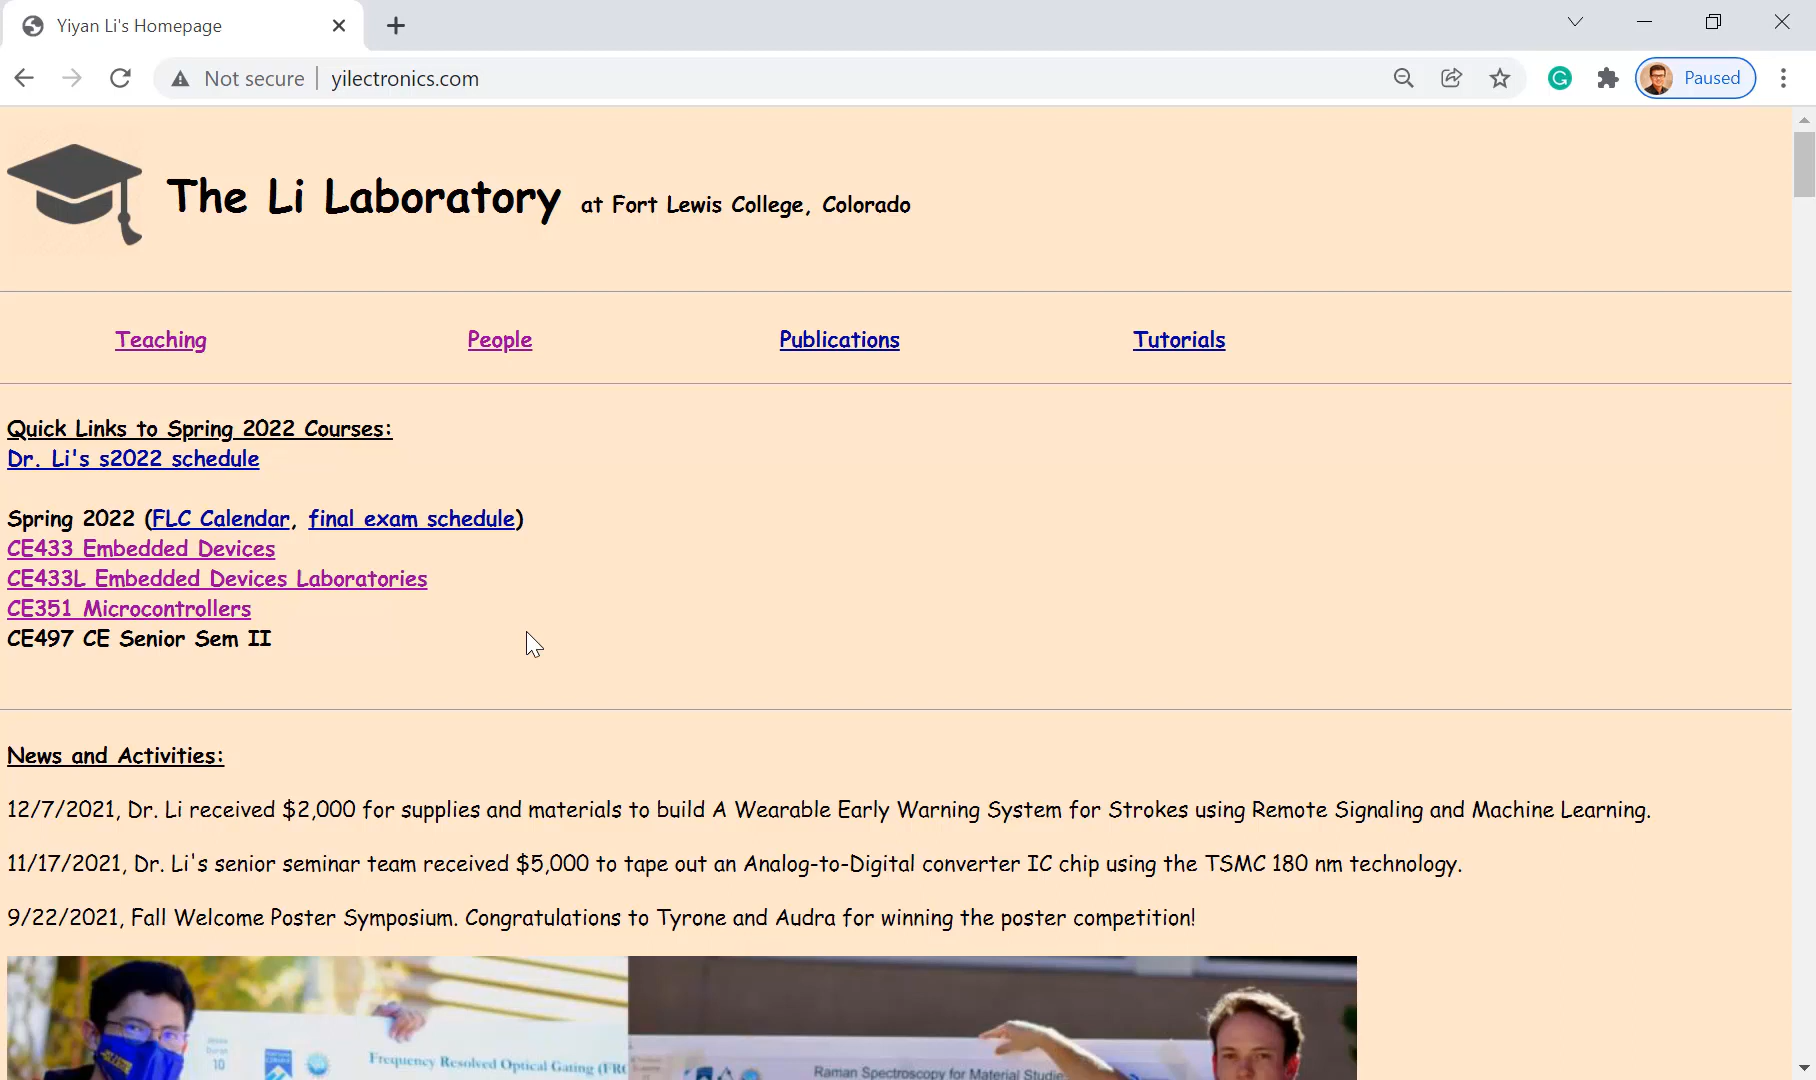 Yiyan Li's Homepage
Not secure
yilectronics.com
Paused
The Li Laboratory at Fort Lewis College, Colorado
Teaching
People
Publications
Tutorials
Quick Links to Spring 2022 Courses:
Dr. Li's s2022 schedule
Spring 2022 (FLC Calendar, final exam schedule)
CE433 Embedded Devices
CE433L Embedded Devices Laboratories
CE351 Microcontrollers
CE497 CE Senior Sem II
News and Activities:
12/7/2021, Dr. Li received $2,000 for supplies and materials to build A Wearable Early Warning System for Strokes using Remote Signaling and Machine Learning.
11/17/2021, Dr. Li's senior seminar team received $5,000 to tape out an Analog-to-Digital converter IC chip using the TSMC 180 nm technology.
9/22/2021, Fall Welcome Poster Symposium. Congratulations to Tyrone and Audra for winning the poster competition!
10
Frequency Resolved Optical Gating
Raman Spectroscopy for Material